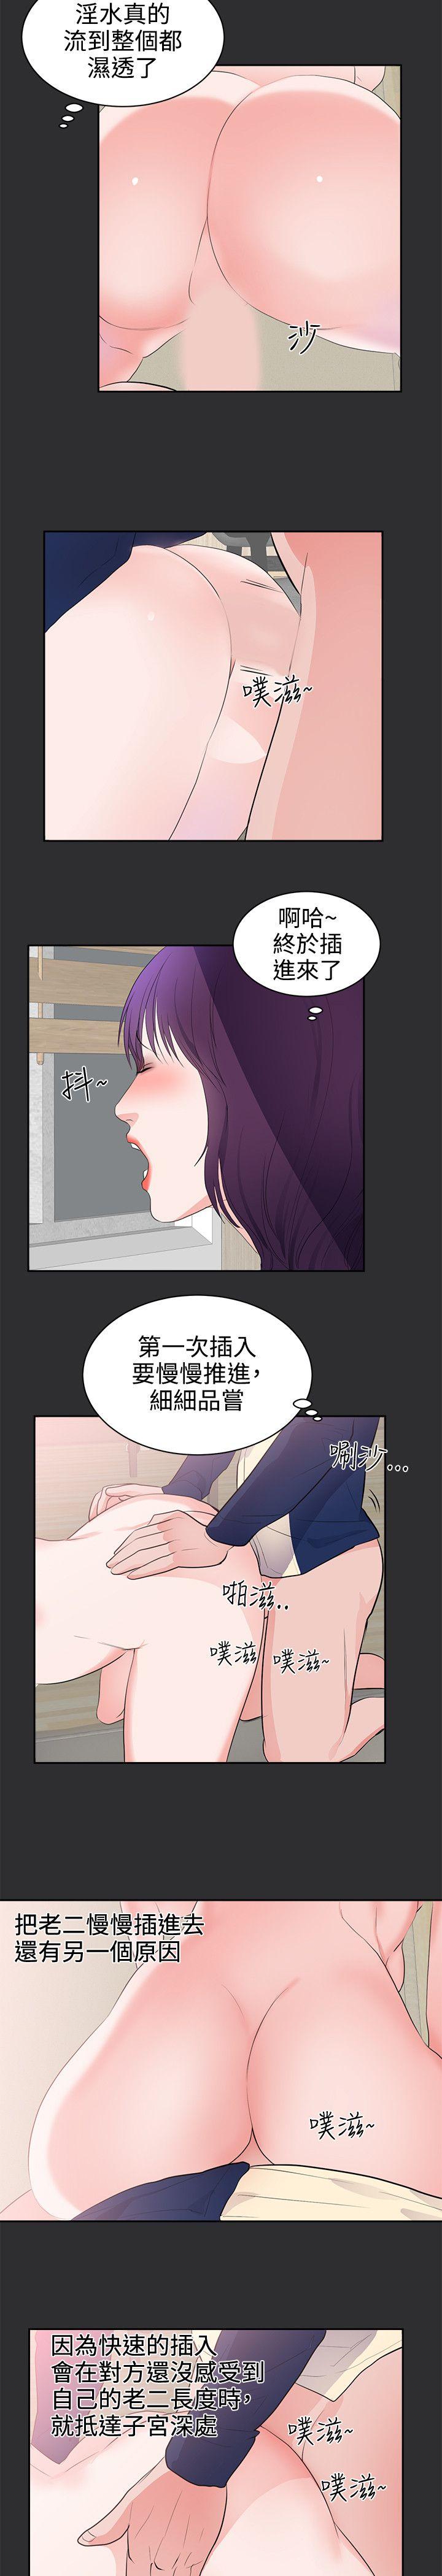 淫水真的
流到整個都
濕透了
沙
噗滋~
啊哈~
終於插
進來了
抖~
第一次插入
要慢慢推進，
細細品嘗
唰沙...
啪滋..
噗滋
噗滋~
把老二慢慢插進去
還有另一個原因
噗滋~
因為快速的插入
會在對方還沒感受到
自己的老二長度時，
就抵達子宮深處
噗滋~
噗滋~